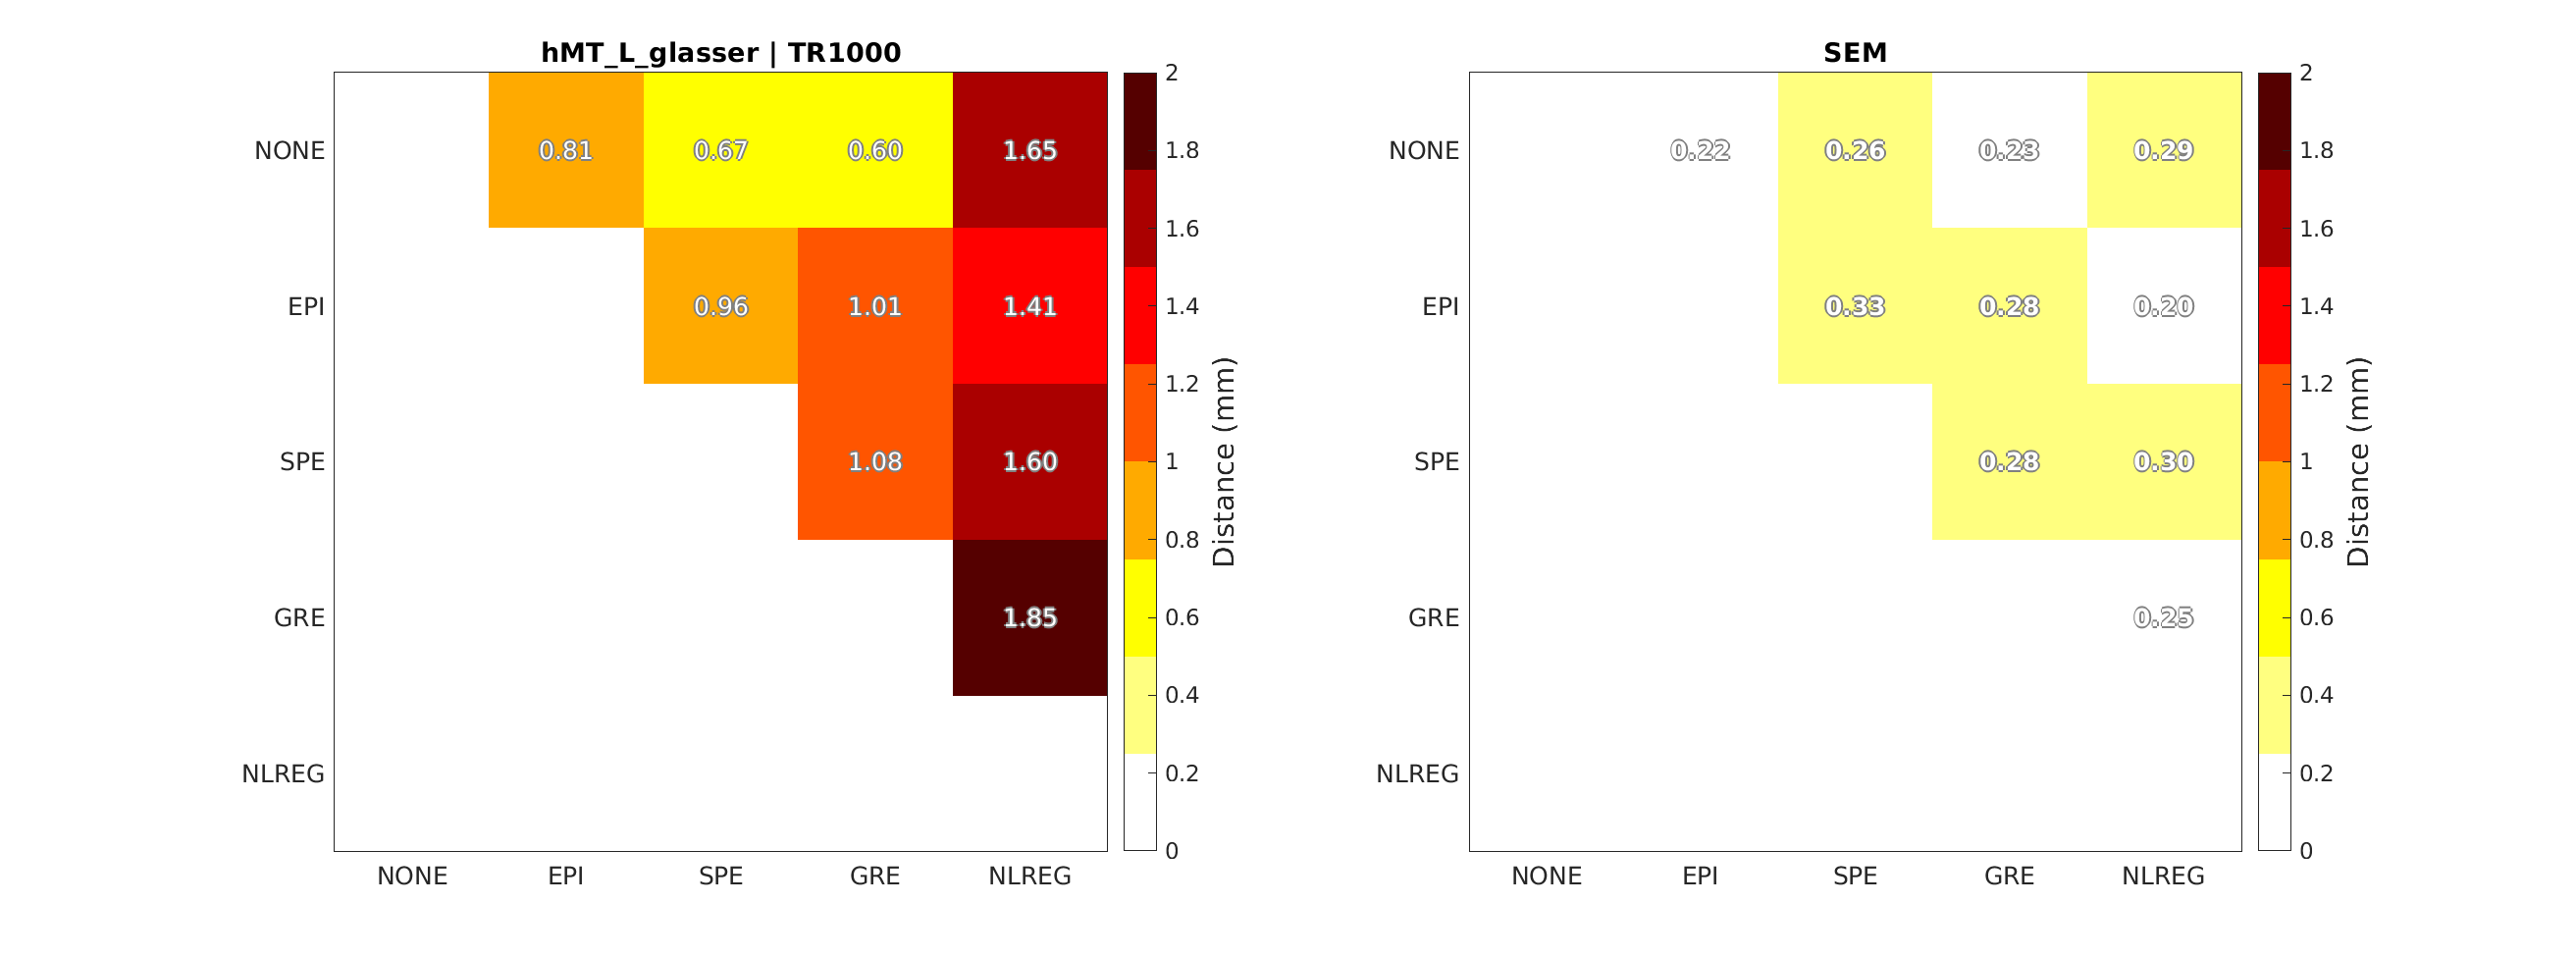 hMT_L_glasser | TR1000
NONE 0.81 0.67 0.60 1.65
EPI 0.96 1.01 1.41
SPE 1.08 1.60
GRE 1.85
NLREG
NONE EPI SPE GRE NLREG
2
1.8
1.6
1.4
1.2
1
0.8
0.6
0.4
0.2
0
Distance (mm)
SEM
NONE 0.22 0.26 0.23 0.29
EPI 0.33 0.28 0.20
SPE 0.28 0.30
GRE 0.25
NLREG
NONE EPI SPE GRE NLREG
2
1.8
1.6
1.4
1.2
1
0.8
0.6
0.4
0.2
0
Distance (mm)